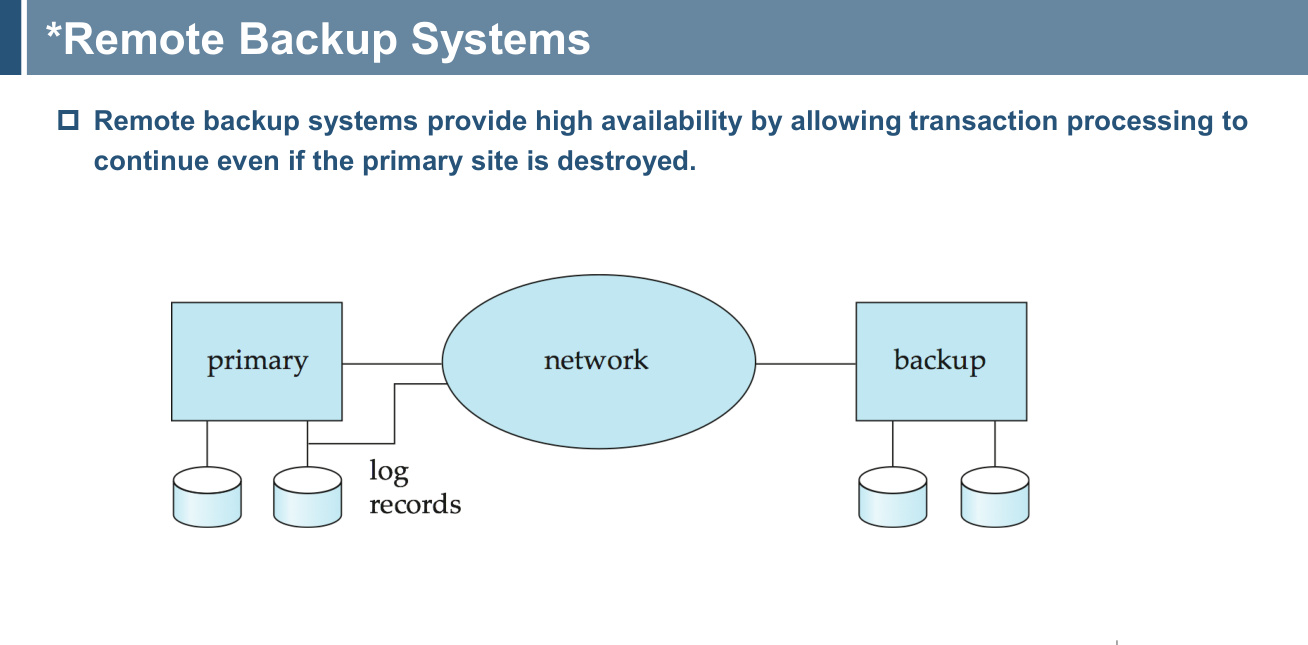 *Remote Backup Systems
Remote backup systems provide high availability by allowing transaction processing to
continue even if the primary site is destroyed.
primary
network
backup
log
records